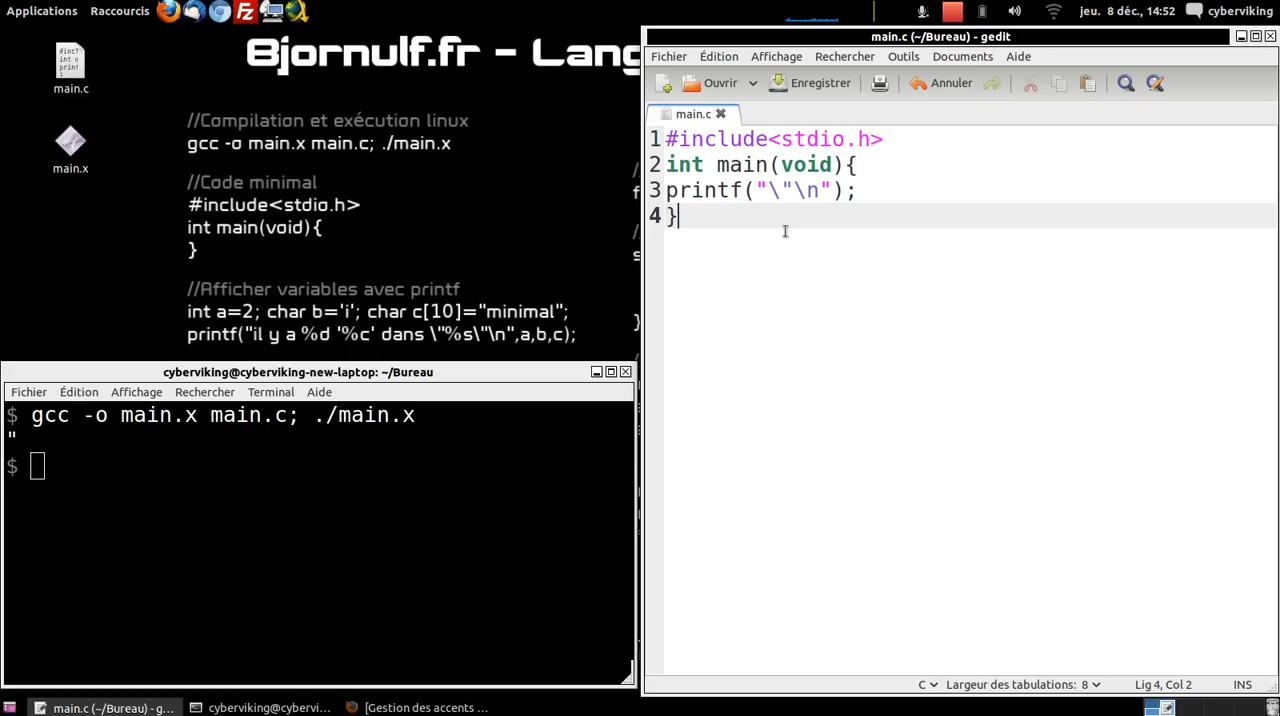 Applications Raccourcis
jeu. 8 déc., 14:52 cyberviking
main.c
main.x
Bjornulf.fr - Lang
//Compilation et exécution linux
gcc -o main.x main.c; ./main.x
//Code minimal
#include<stdio.h>
int main(void){
}
//Afficher variables avec printf
int a=2; char b='i'; char c[10]="minimal";
printf("il y a %d '%c' dans \"%s\"\n",a,b,c);
cyberviking@cyberviking-new-laptop: ~/Bureau
Fichier Édition Affichage Rechercher Terminal Aide
$ gcc -o main.x main.c; ./main.x
"
$
main.c (~/Bureau) - gedit
Fichier Édition Affichage Rechercher Outils Documents Aide
Ouvrir Enregistrer Annuler
main.c
1 #include<stdio.h>
2 int main(void){
3 printf("\"\n");
4 }
C Largeur des tabulations: 8 Lig 4, Col 2 INS
main.c (~/Bureau) - g... cyberviking@cybervi... [Gestion des accents ...